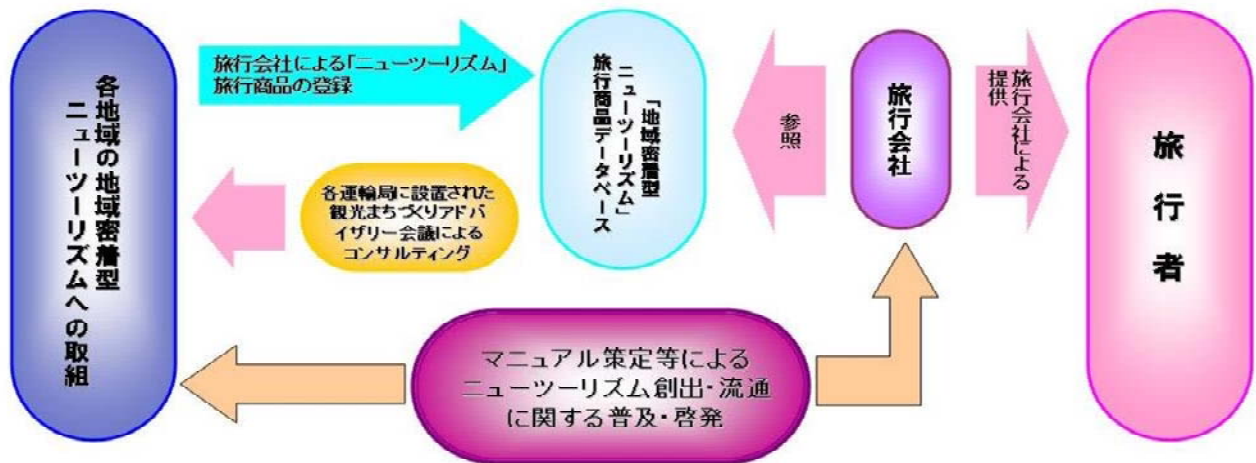 各地域の地域密着型
ニューツーリズムへの取組
旅行会社による「ニューツーリズム」
旅行商品の登録
各運輸局に設置された
観光まちづくりアドバ
イザリー会議による
コンサルティング
「地域密着型
ニューツーリズム」
旅行商品データベース
参照
旅行会社
旅行会社による
提供
旅行者
マニュアル策定等による
ニューツーリズム創出・流通
に関する普及・啓発